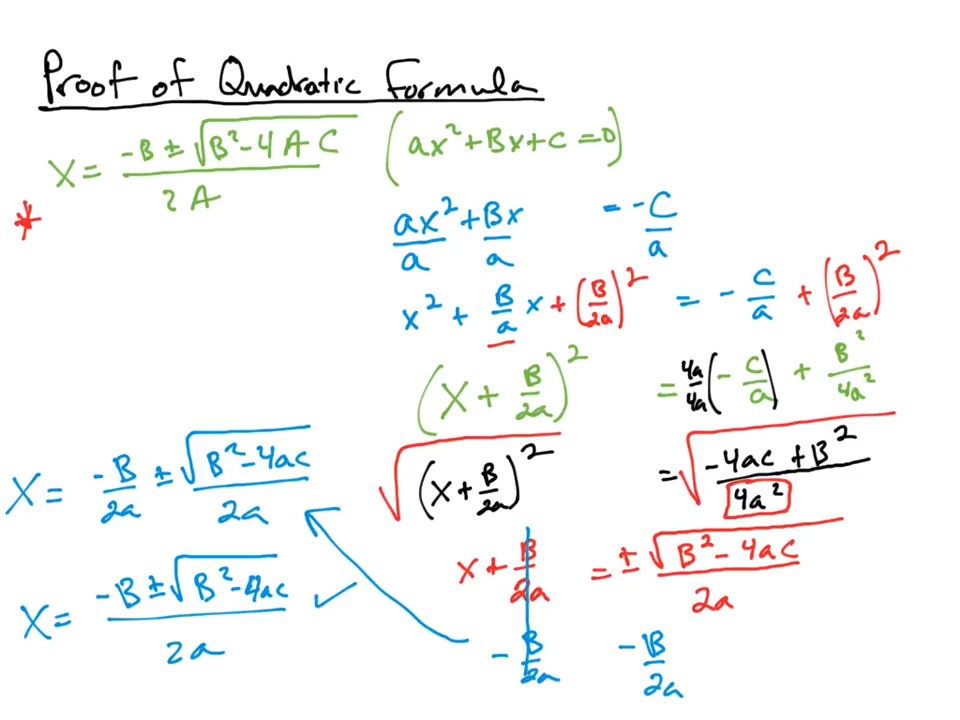 Proof of Quadratic Formula
X = (-B ± √(B² - 4AC)) / 2A (ax² + Bx + C = 0)
*
ax²/a + Bx/a = -C/a
x² + B/a x + (B/2a)² = - C/a + (B/2a)²
(X + B/2a)² = 4a/4a (- C/a) + B²/4a²
√((X + B/2a)²) = √((-4ac + B²) / 4a²)
x + B/2a = ± √(B² - 4ac) / 2a
- B/2a - B/2a
X = -B/2a ± √(B² - 4ac) / 2a
X = (-B ± √(B² - 4ac)) / 2a ✓